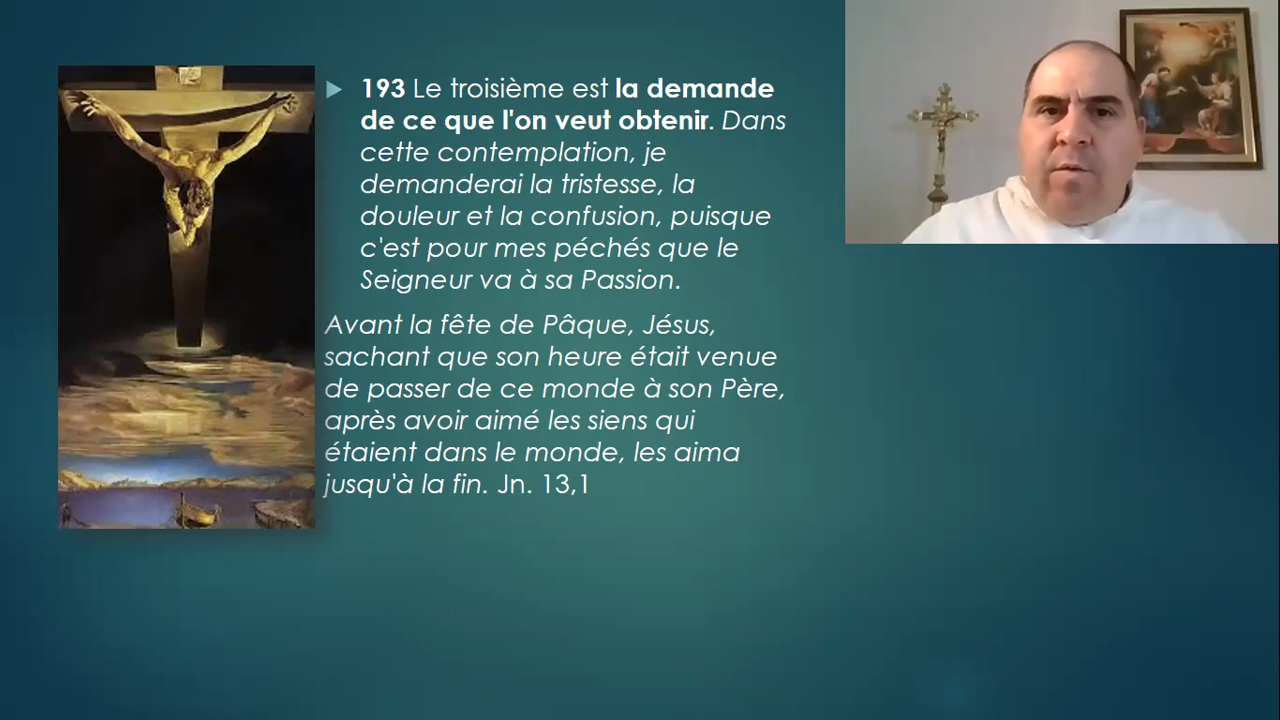 193 Le troisième est la demande
de ce que l'on veut obtenir. Dans
cette contemplation, je
demanderai la tristesse, la
douleur et la confusion, puisque
c'est pour mes péchés que le
Seigneur va à sa Passion.
Avant la fête de Pâque, Jésus,
sachant que son heure était venue
de passer de ce monde à son Père,
après avoir aimé les siens qui
étaient dans le monde, les aima
jusqu'à la fin. Jn. 13,1